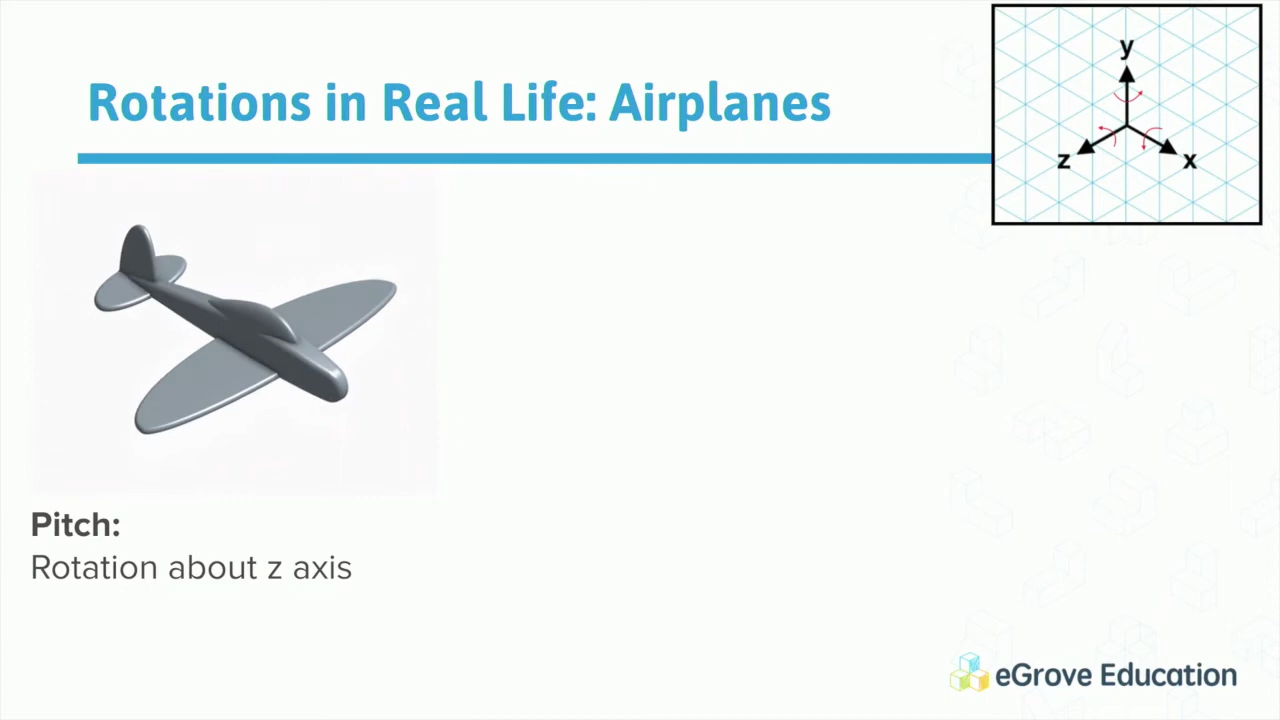 Rotations in Real Life: Airplanes
y
z
x
Pitch:
Rotation about z axis
eGrove Education